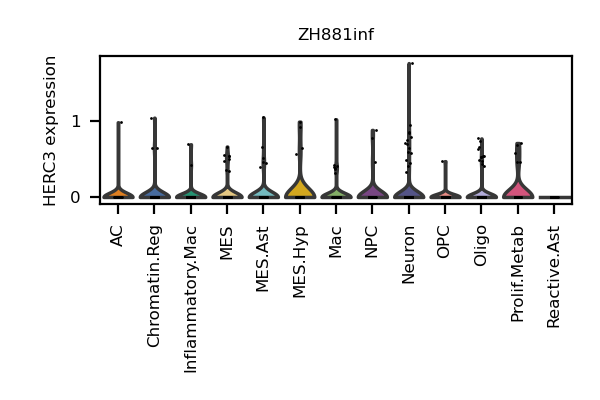 ZH881inf
HERC3 expression
1
0
AC
Chromatin.Reg
Inflammatory.Mac
MES
MES.Ast
MES.Hyp
Mac
NPC
Neuron
OPC
Oligo
Prolif.Metab
Reactive.Ast